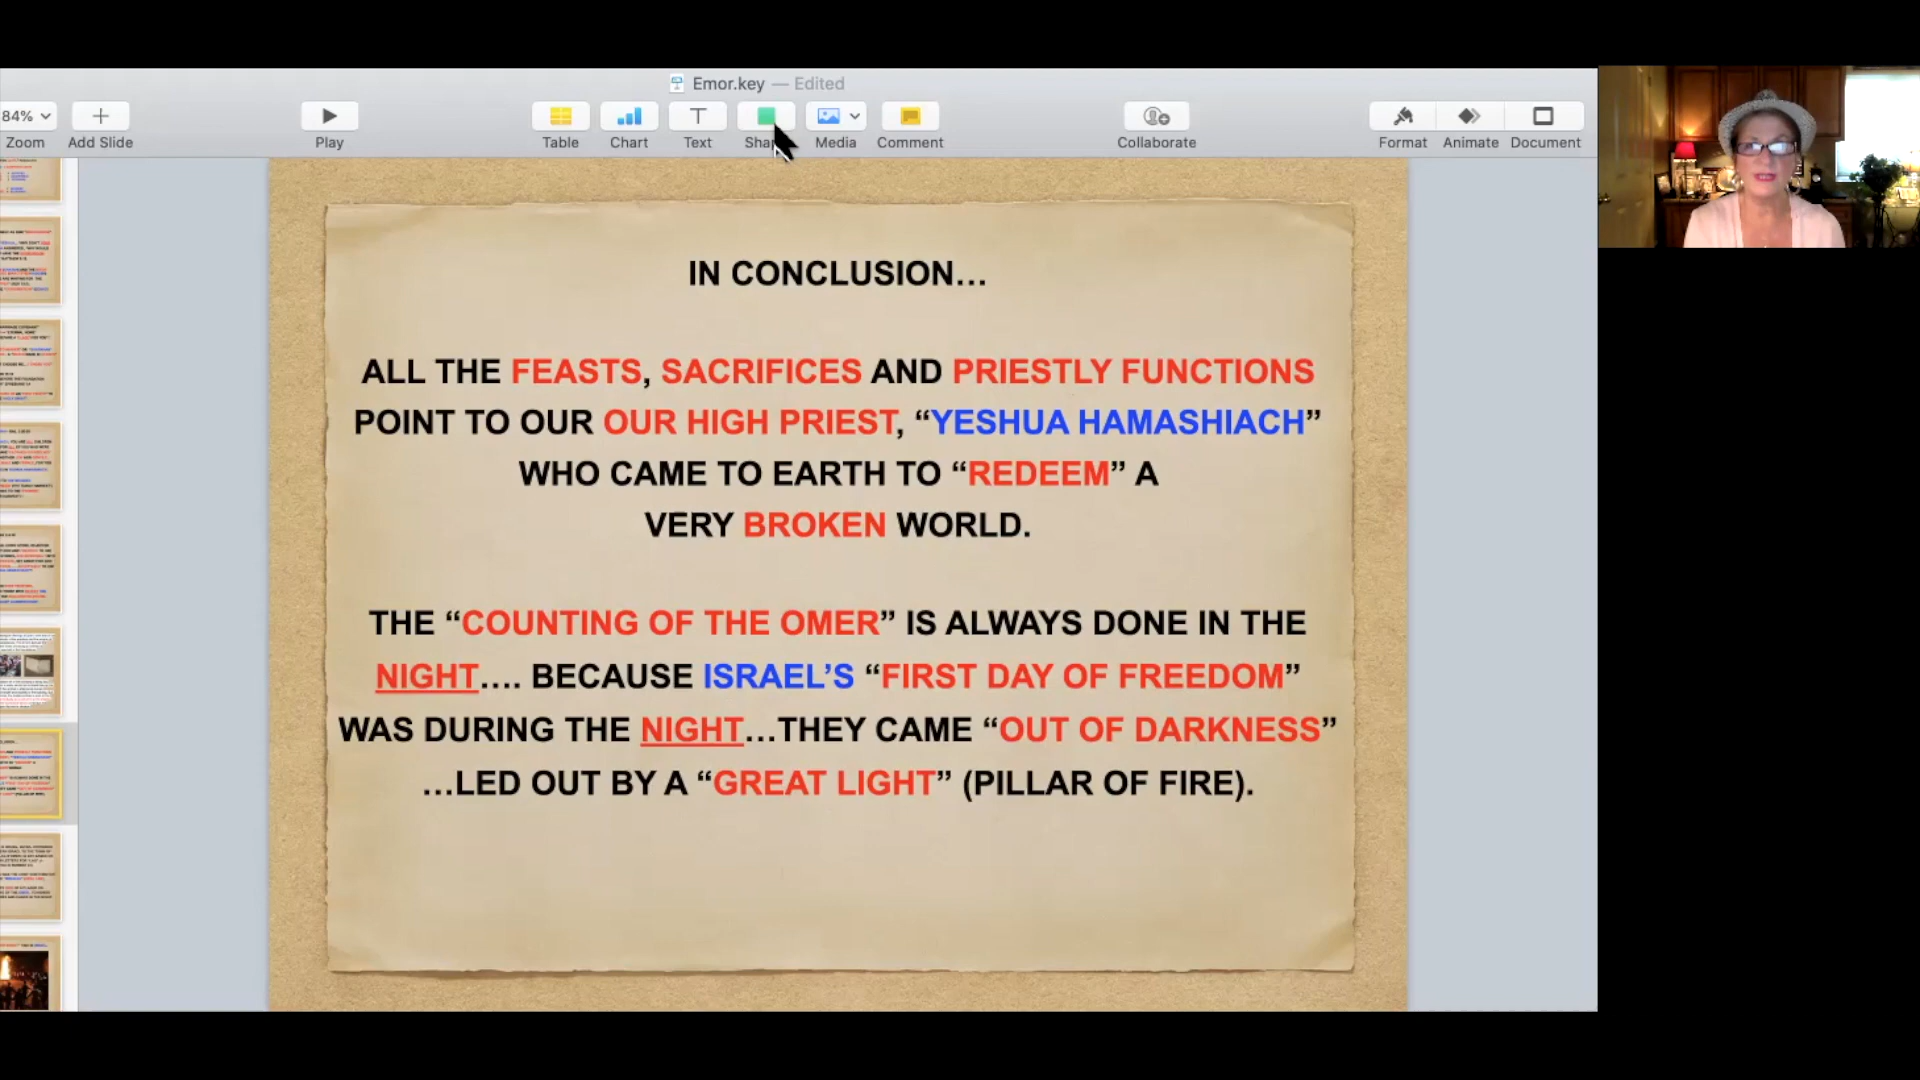 Emor.key — Edited
84%
Zoom
Add Slide
Play
Table
Chart
Text
Media
Comment
Collaborate
Format
Animate
Document
IN CONCLUSION…
ALL THE FEASTS, SACRIFICES AND PRIESTLY FUNCTIONS
POINT TO OUR OUR HIGH PRIEST, “YESHUA HAMASHIACH”
WHO CAME TO EARTH TO “REDEEM” A
VERY BROKEN WORLD.
THE “COUNTING OF THE OMER” IS ALWAYS DONE IN THE
NIGHT…. BECAUSE ISRAEL’S “FIRST DAY OF FREEDOM”
WAS DURING THE NIGHT…THEY CAME “OUT OF DARKNESS”
…LED OUT BY A “GREAT LIGHT” (PILLAR OF FIRE).